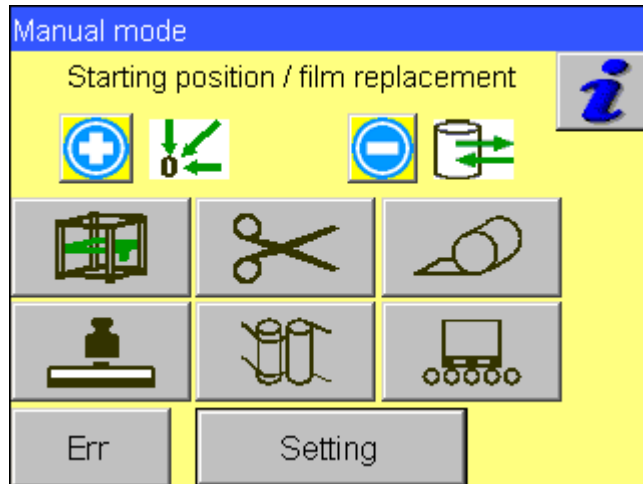 Manual mode
Starting position / film replacement
i
0
Err
Setting